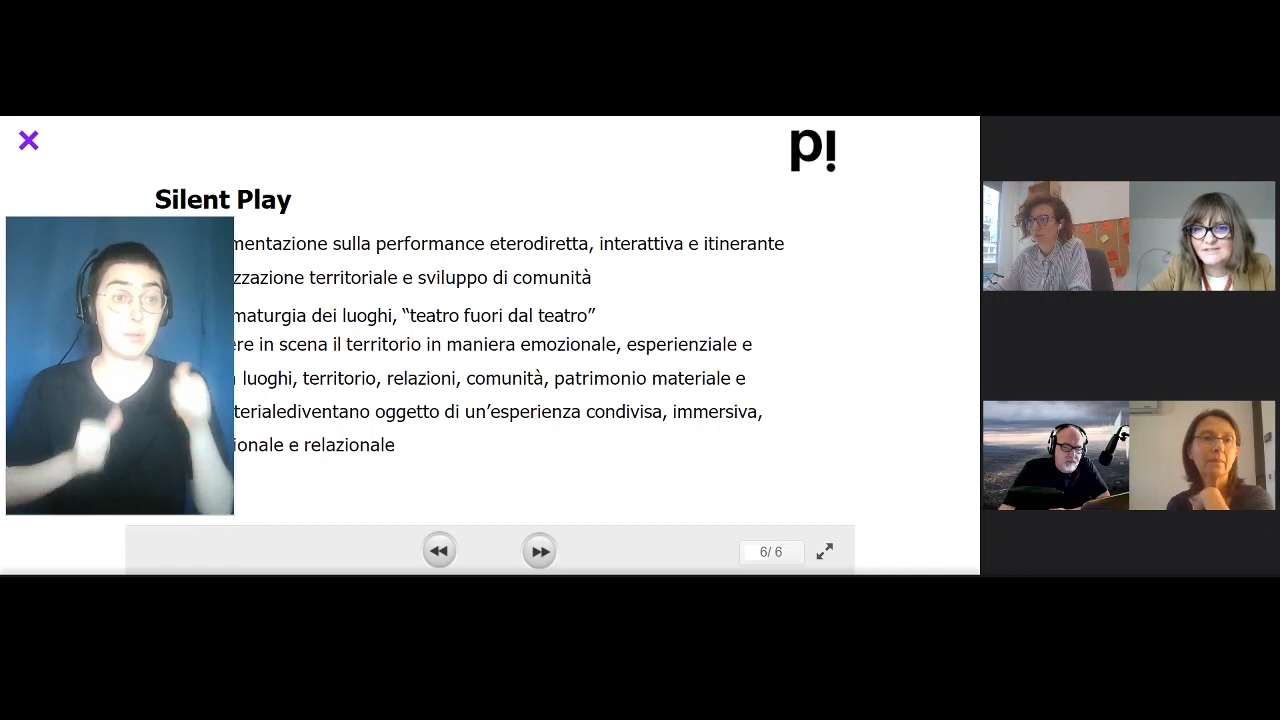 p!
Silent Play
mentazione sulla performance eterodiretta, interattiva e itinerante
zzazione territoriale e sviluppo di comunità
maturgia dei luoghi, “teatro fuori dal teatro”
ere in scena il territorio in maniera emozionale, esperienziale e
luoghi, territorio, relazioni, comunità, patrimonio materiale e
terialediventano oggetto di un’esperienza condivisa, immersiva,
ionale e relazionale
6/ 6